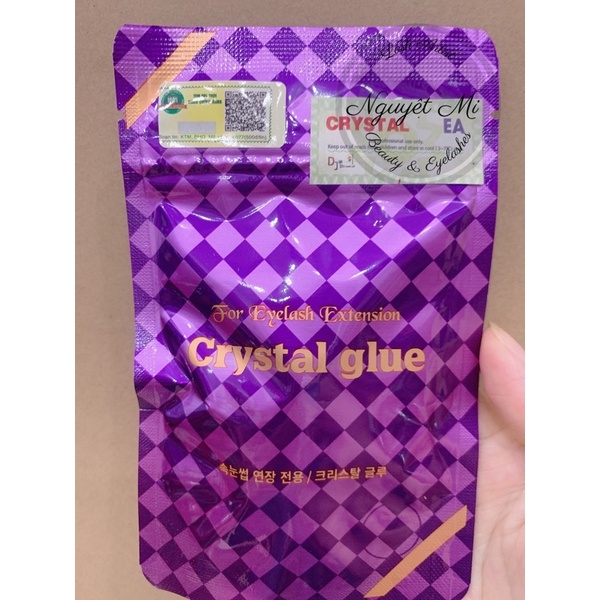 Nguyệt Mi
Beauty & Eyelashes
CRYSTAL EA
For Eyelash Extension
Crystal glue
속눈썹 연장 전용 / 크리스탈 글루